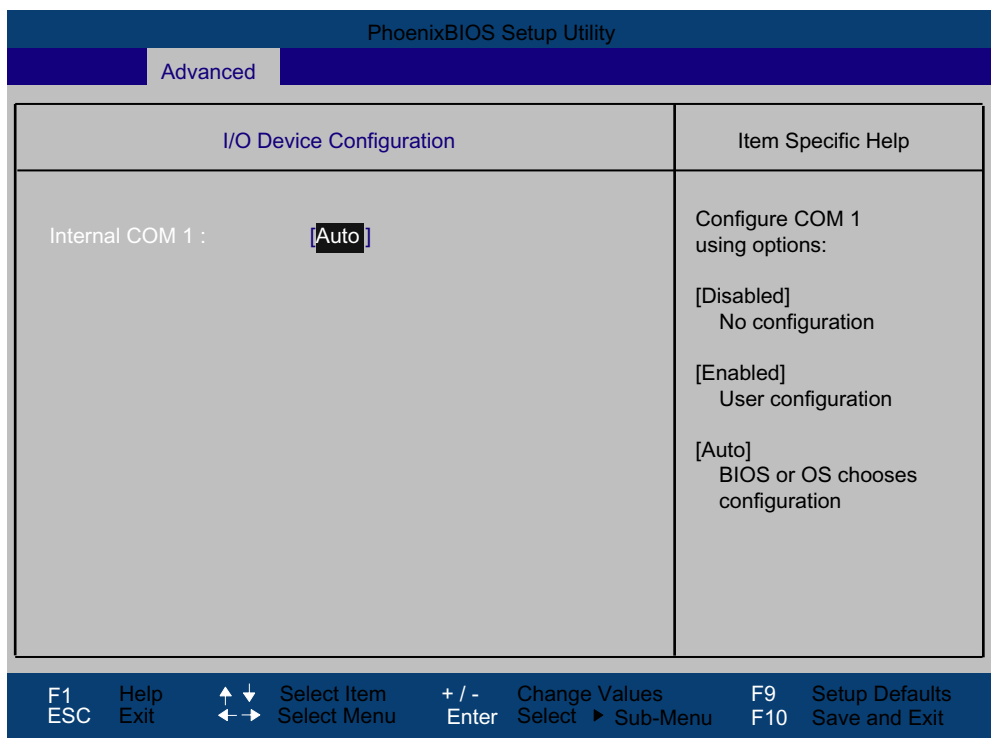 PhoenixBIOS Setup Utility
Advanced
I/O Device Configuration
Item Specific Help
Internal COM 1 : [Auto ]
Configure COM 1
using options:
[Disabled]
No configuration
[Enabled]
User configuration
[Auto]
BIOS or OS chooses
configuration
F1 Help ↑ ↓ Select Item + / - Change Values F9 Setup Defaults
ESC Exit ← → Select Menu Enter Select ▶ Sub-Menu F10 Save and Exit